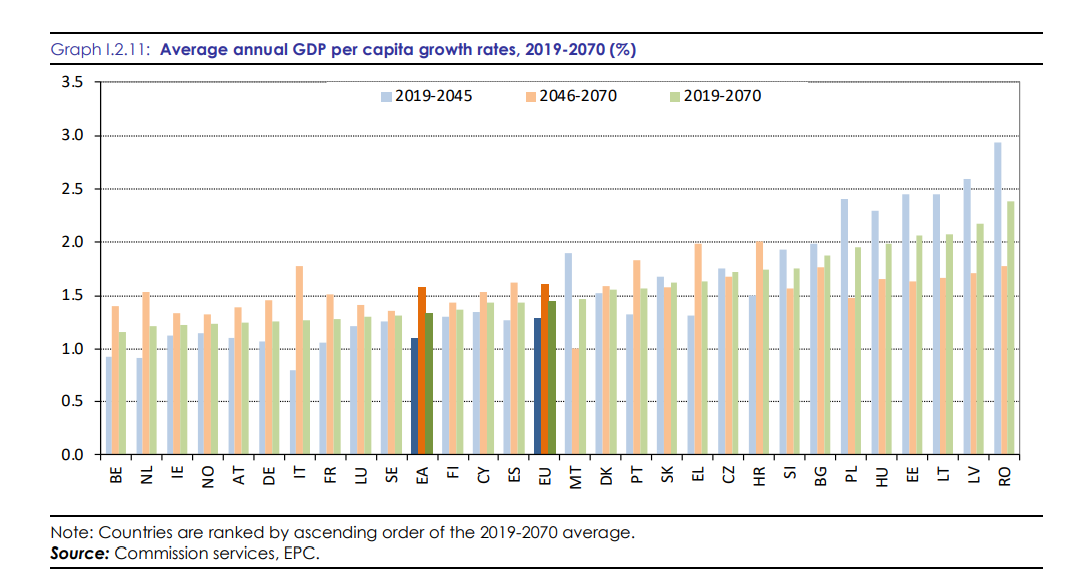 Graph I.2.11: Average annual GDP per capita growth rates, 2019-2070 (%)
3.5
2019-2045 2046-2070 2019-2070
3.0
2.5
2.0
1.5
1.0
0.5
0.0
BE NL IE NO AT DE IT FR LU SE EA FI CY ES EU MT DK PT SK EL CZ HR SI BG PL HU EE LT LV RO
Note: Countries are ranked by ascending order of the 2019-2070 average.
Source: Commission services, EPC.